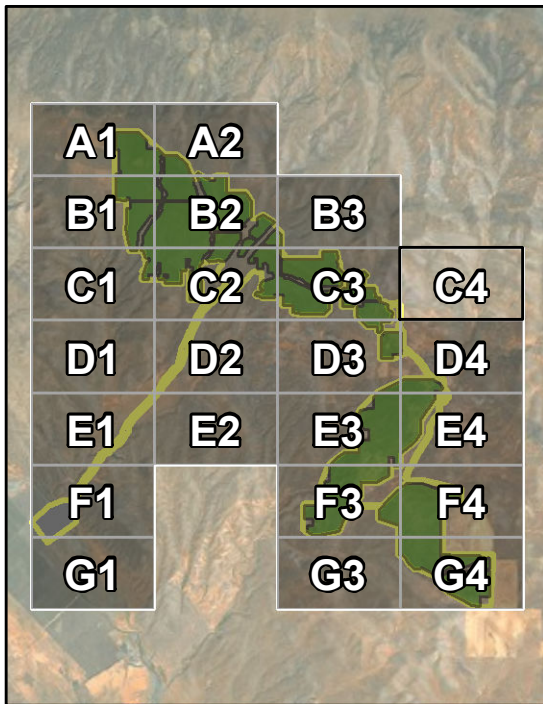 A1 A2
B1 B2 B3
C1 C2 C3 C4
D1 D2 D3 D4
E1 E2 E3 E4
F1 F3 F4
G1 G3 G4